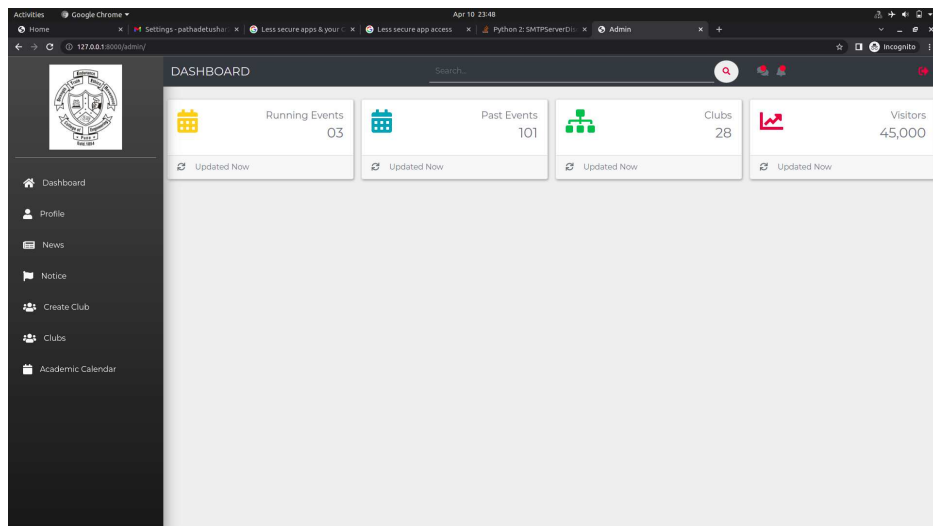 Activities Google Chrome Apr 10 23:48
Home Settings - pathadetushar Less secure apps & your G Less secure app access Python 2: SMTPServerDis Admin
127.0.0.1:8000/admin/ Incognito
DASHBOARD Search...
Running Events
03
Updated Now
Past Events
101
Updated Now
Clubs
28
Updated Now
Visitors
45,000
Updated Now
Dashboard
Profile
News
Notice
Create Club
Clubs
Academic Calendar